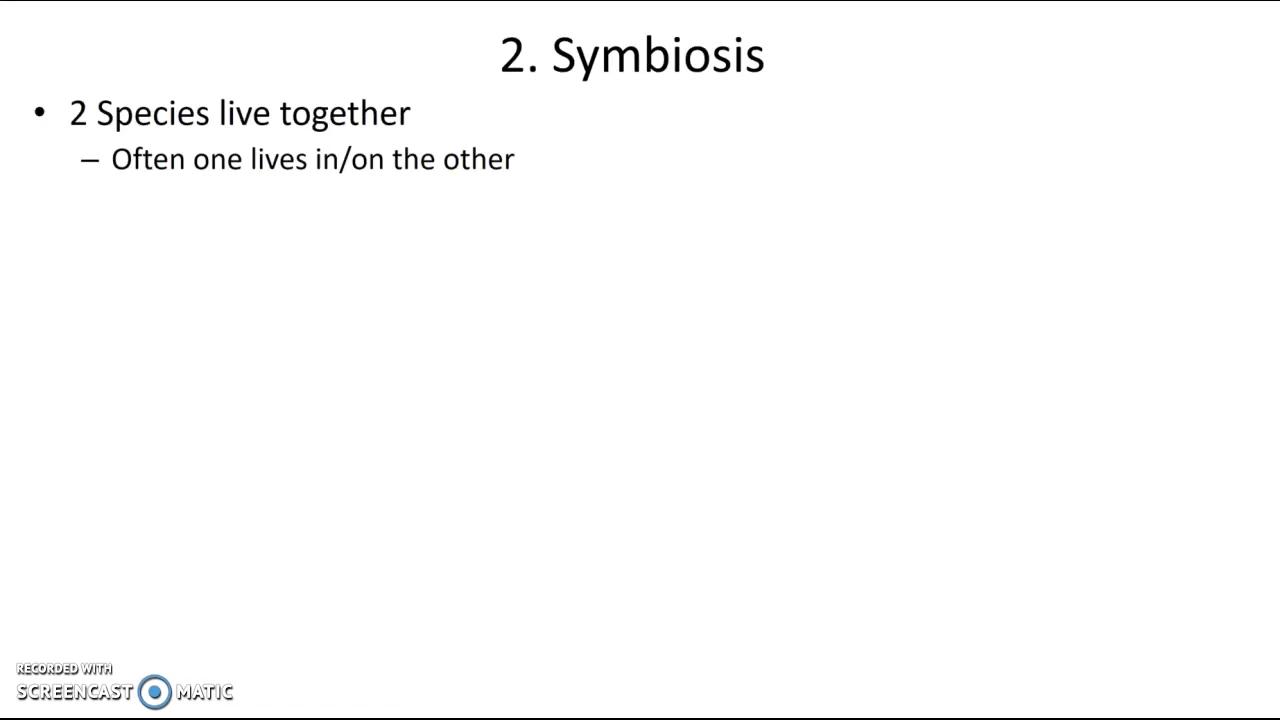 2. Symbiosis
• 2 Species live together
– Often one lives in/on the other
RECORDED WITH
SCREENCAST MATIC